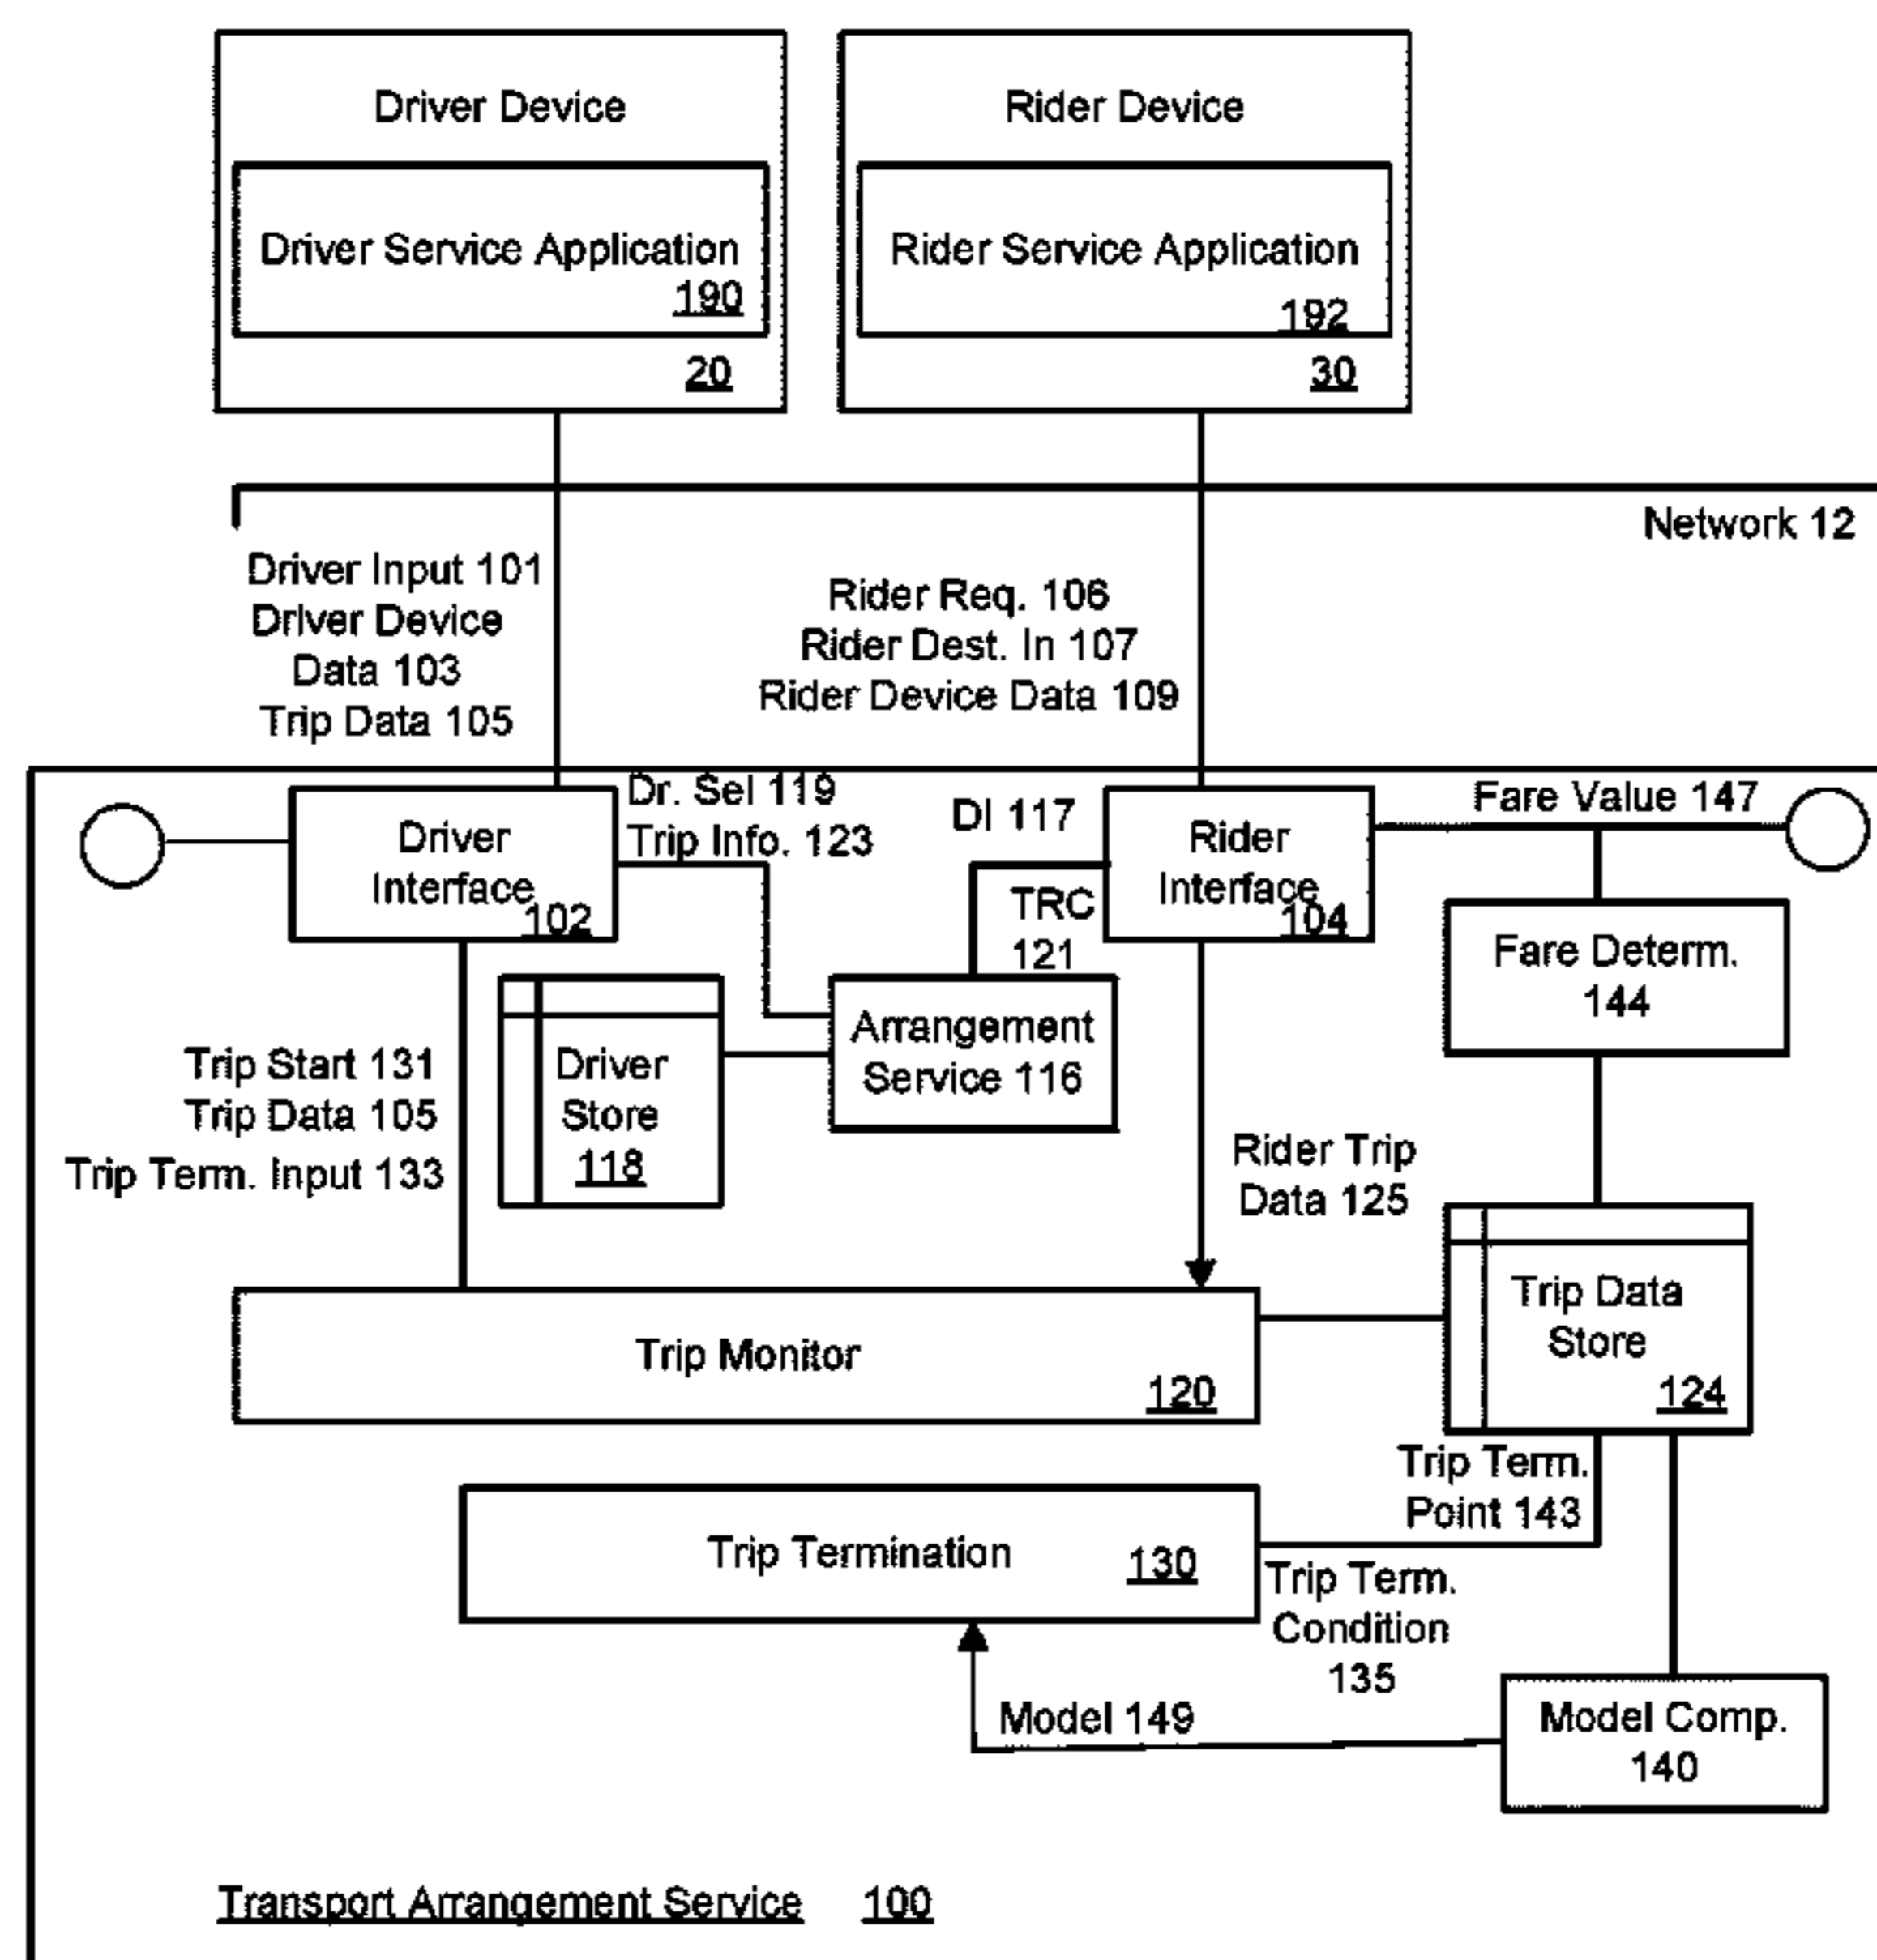 Driver Device
Driver Service Application
190
20
Rider Device
Rider Service Application
192
30
Network 12
Driver Input 101
Driver Device
Data 103
Trip Data 105
Rider Req. 106
Rider Dest. In 107
Rider Device Data 109
Driver
Interface
102
Dr. Sel 119
Trip Info. 123
DI 117
TRC
121
Rider
Interface
104
Fare Value 147
Fare Determ.
144
Driver
Store
118
Arrangement
Service 116
Trip Start 131
Trip Data 105
Trip Term. Input 133
Rider Trip
Data 125
Trip Monitor
120
Trip Data
Store
124
Trip Term.
Point 143
Trip Termination
130
Trip Term.
Condition
135
Model 149
Model Comp.
140
Transport Arrangement Service 100